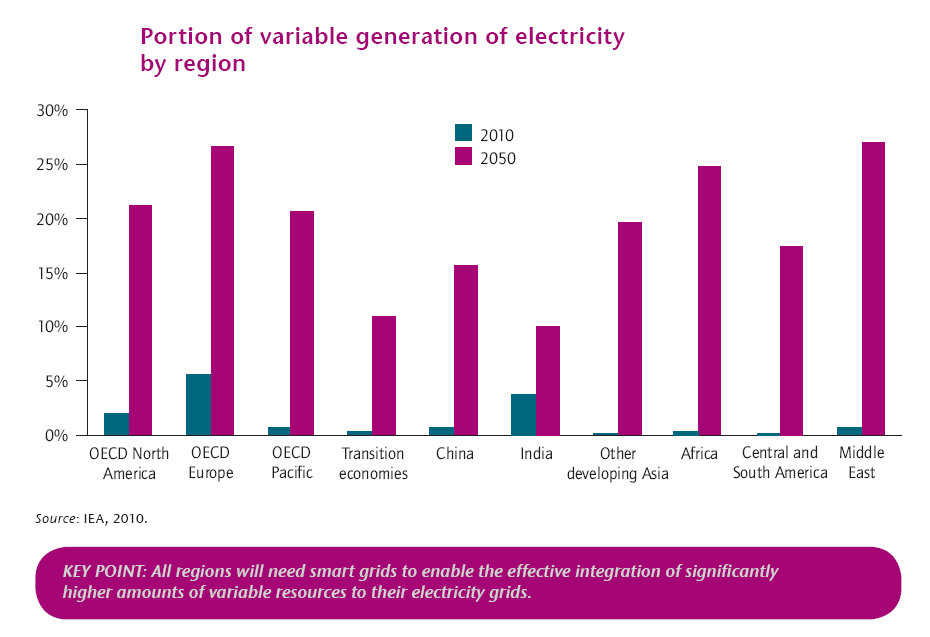 Portion of variable generation of electricity
by region
30%
25%
20%
15%
10%
5%
0%
2010
2050
OECD North
America
OECD
Europe
OECD
Pacific
Transition
economies
China
India
Other
developing Asia
Africa
Central and
South America
Middle
East
Source: IEA, 2010.
KEY POINT: All regions will need smart grids to enable the effective integration of significantly
higher amounts of variable resources to their electricity grids.